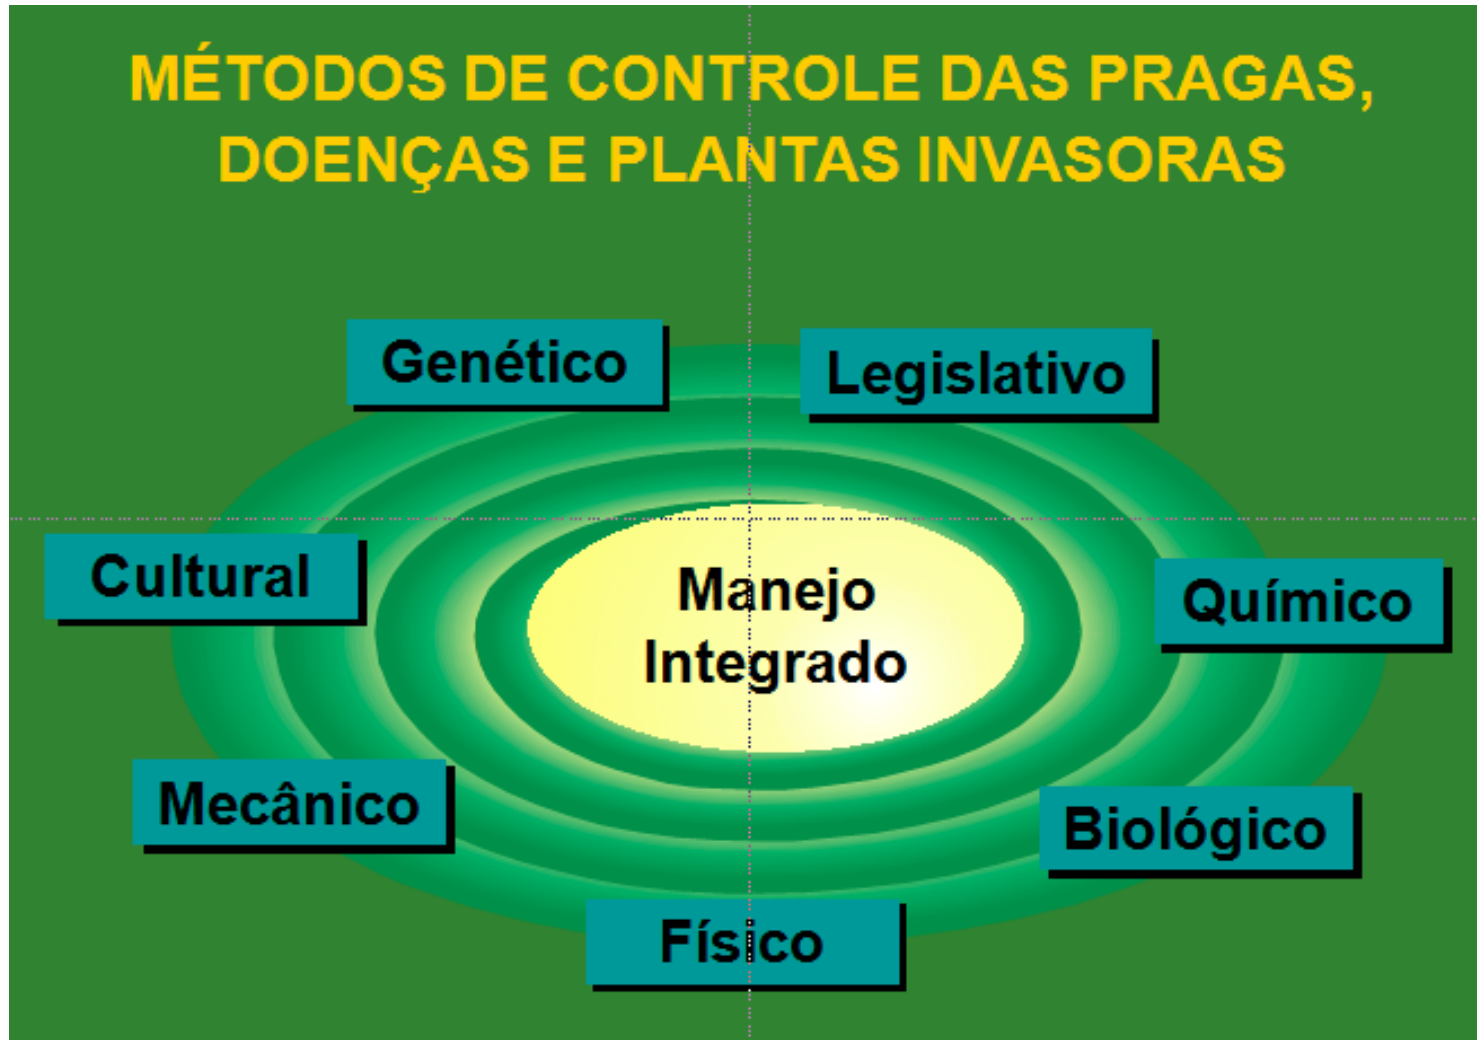 MÉTODOS DE CONTROLE DAS PRAGAS,
DOENÇAS E PLANTAS INVASORAS
Genético
Legislativo
Cultural
Manejo
Integrado
Químico
Mecânico
Biológico
Físico